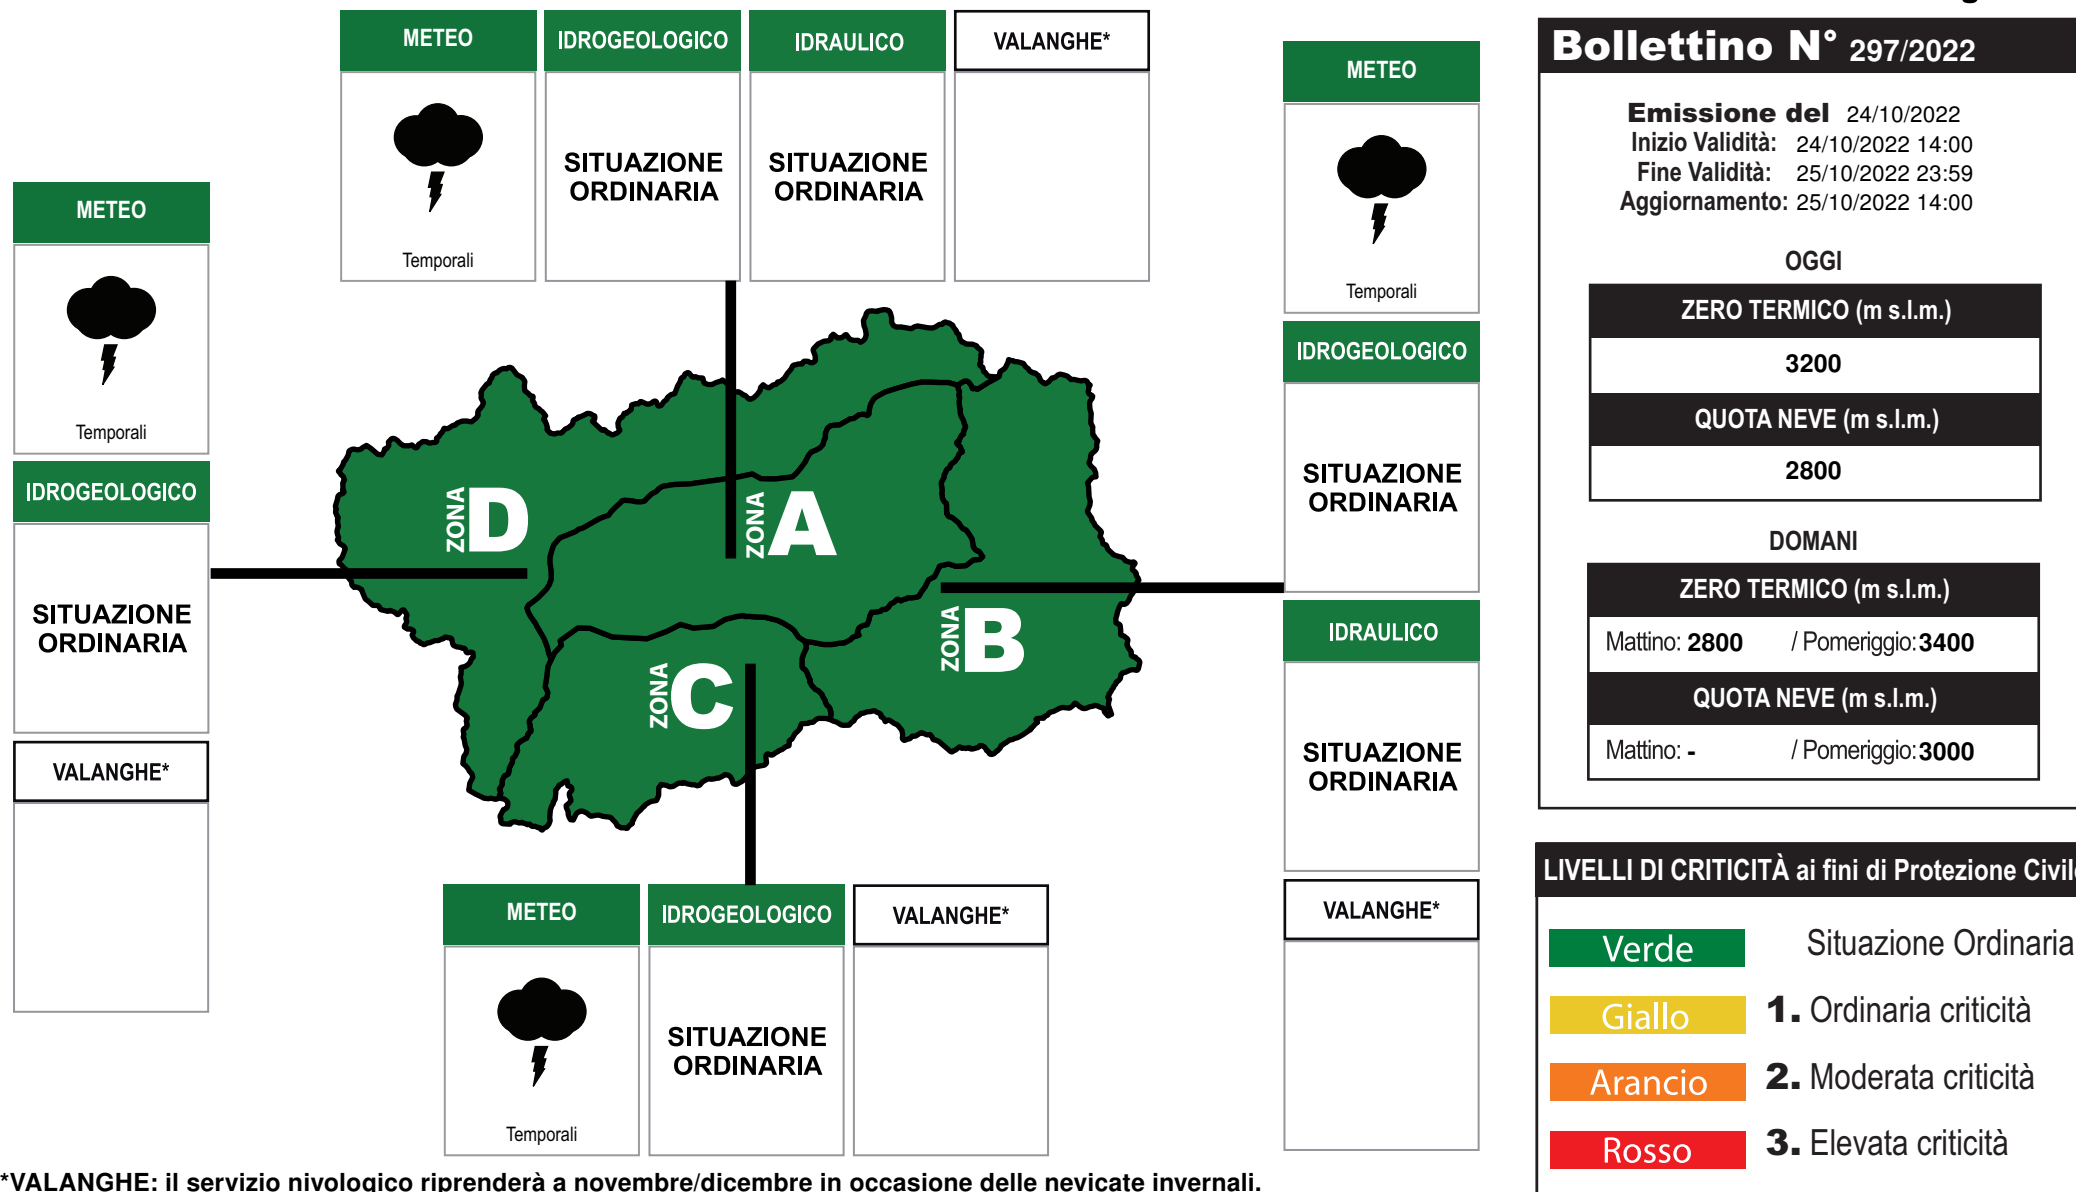 METEO
IDROGEOLOGICO
IDRAULICO
VALANGHE*
Temporali
SITUAZIONE
ORDINARIA
SITUAZIONE
ORDINARIA
METEO
Temporali
IDROGEOLOGICO
SITUAZIONE
ORDINARIA
VALANGHE*
ZONA D
ZONA A
ZONA B
ZONA C
METEO
Temporali
IDROGEOLOGICO
SITUAZIONE
ORDINARIA
IDRAULICO
SITUAZIONE
ORDINARIA
VALANGHE*
METEO
IDROGEOLOGICO
VALANGHE*
Temporali
SITUAZIONE
ORDINARIA
Bollettino N° 297/2022
Emissione del 24/10/2022
Inizio Validità: 24/10/2022 14:00
Fine Validità: 25/10/2022 23:59
Aggiornamento: 25/10/2022 14:00
OGGI
ZERO TERMICO (m s.l.m.)
3200
QUOTA NEVE (m s.l.m.)
2800
DOMANI
ZERO TERMICO (m s.l.m.)
Mattino: 2800 / Pomeriggio: 3400
QUOTA NEVE (m s.l.m.)
Mattino: - / Pomeriggio: 3000
LIVELLI DI CRITICITÀ ai fini di Protezione Civile
Verde Situazione Ordinaria
Giallo 1. Ordinaria criticità
Arancio 2. Moderata criticità
Rosso 3. Elevata criticità
*VALANGHE: il servizio nivologico riprenderà a novembre/dicembre in occasione delle nevicate invernali.